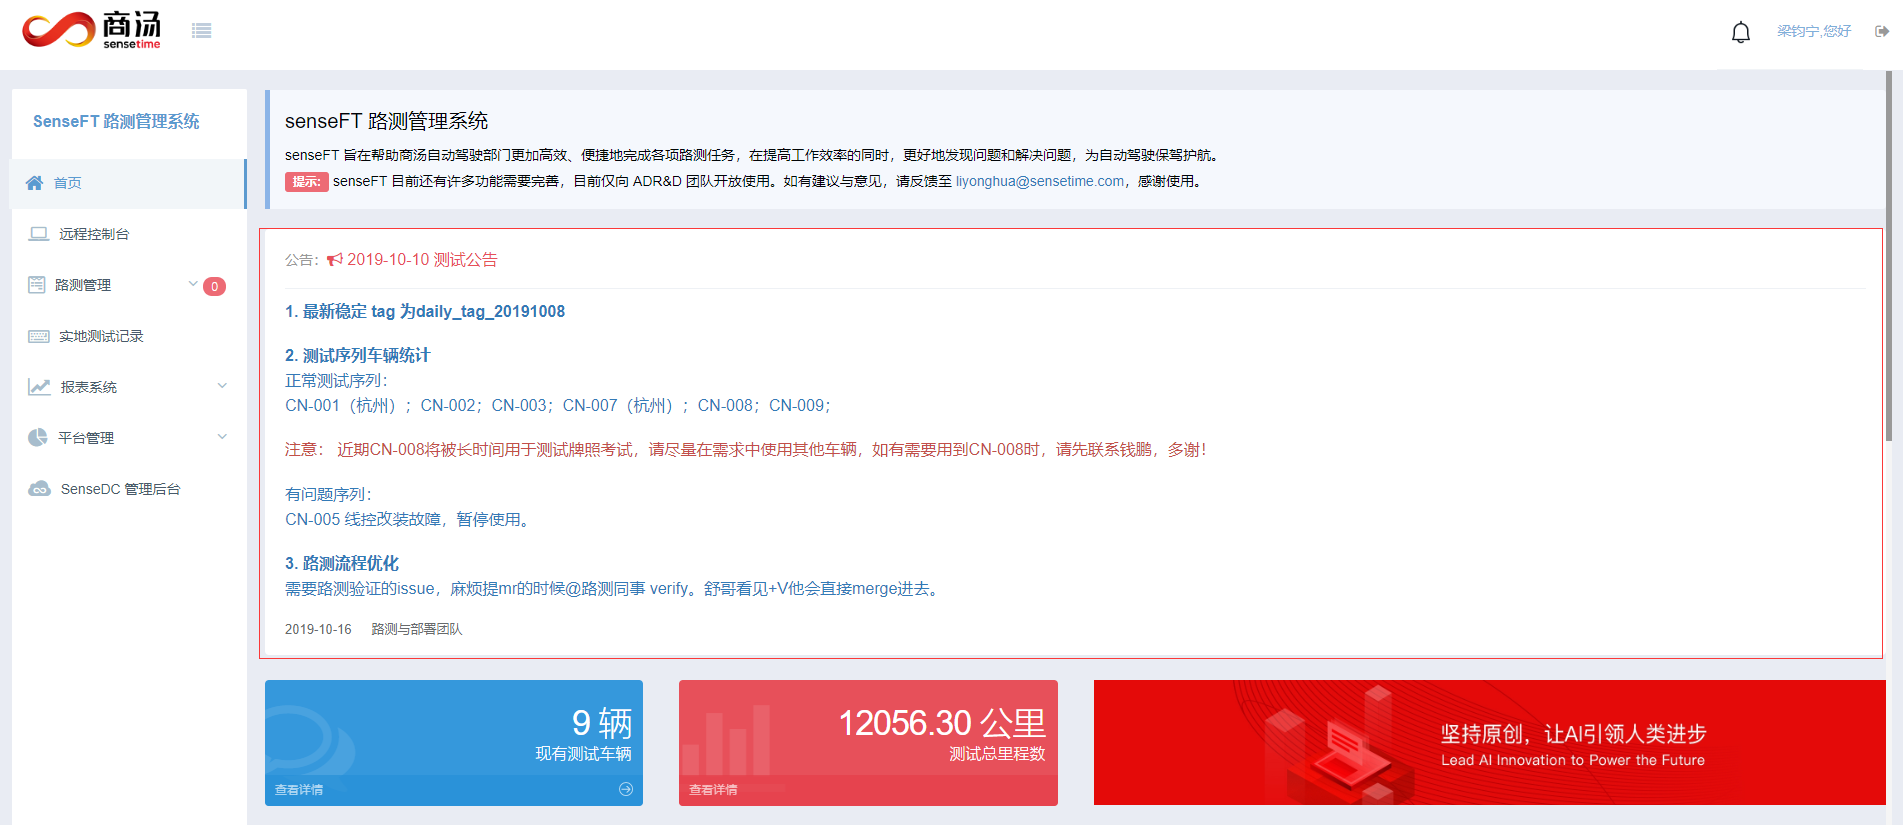 商汤
sensetime
梁钧宁,您好
SenseFT 路测管理系统
首页
远程控制台
路测管理
0
实地测试记录
报表系统
平台管理
SenseDC 管理后台
senseFT 路测管理系统
senseFT 旨在帮助商汤自动驾驶部门更加高效、便捷地完成各项路测任务，在提高工作效率的同时，更好地发现问题和解决问题，为自动驾驶保驾护航。
提示: senseFT 目前还有许多功能需要完善，目前仅向 ADR&D 团队开放使用。如有建议与意见，请反馈至 liyonghua@sensetime.com，感谢使用。
公告： 2019-10-10 测试公告
1. 最新稳定 tag 为daily_tag_20191008
2. 测试序列车辆统计
正常测试序列：
CN-001（杭州）；CN-002；CN-003；CN-007（杭州）；CN-008；CN-009；
注意： 近期CN-008将被长时间用于测试牌照考试，请尽量在需求中使用其他车辆，如有需要用到CN-008时，请先联系钱鹏，多谢！
有问题序列：
CN-005 线控改装故障，暂停使用。
3. 路测流程优化
需要路测验证的issue，麻烦提mr的时候@路测同事 verify。舒哥看见+V他会直接merge进去。
2019-10-16 路测与部署团队
9 辆
现有测试车辆
查看详情
12056.30 公里
测试总里程数
查看详情
坚持原创，让AI引领人类进步
Lead AI Innovation to Power the Future